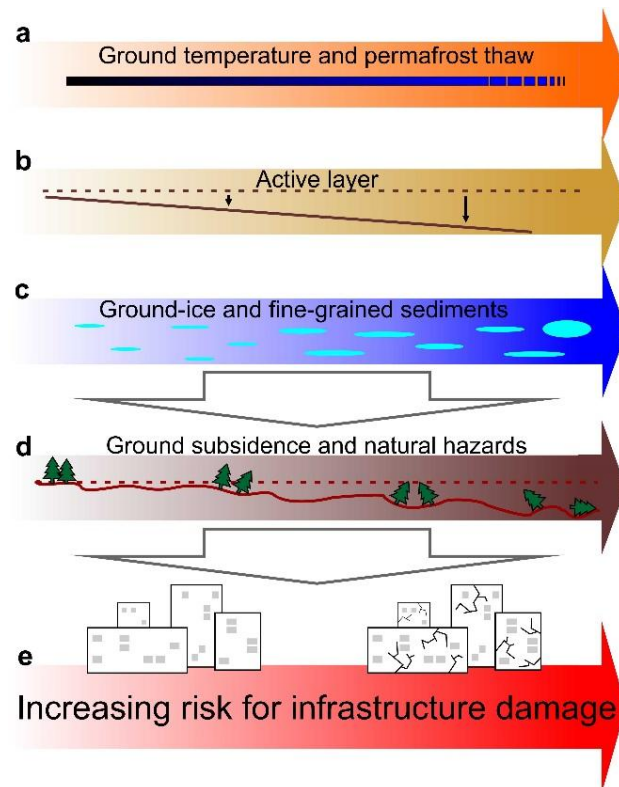 a
Ground temperature and permafrost thaw
b
Active layer
c
Ground-ice and fine-grained sediments
d
Ground subsidence and natural hazards
e
Increasing risk for infrastructure damage